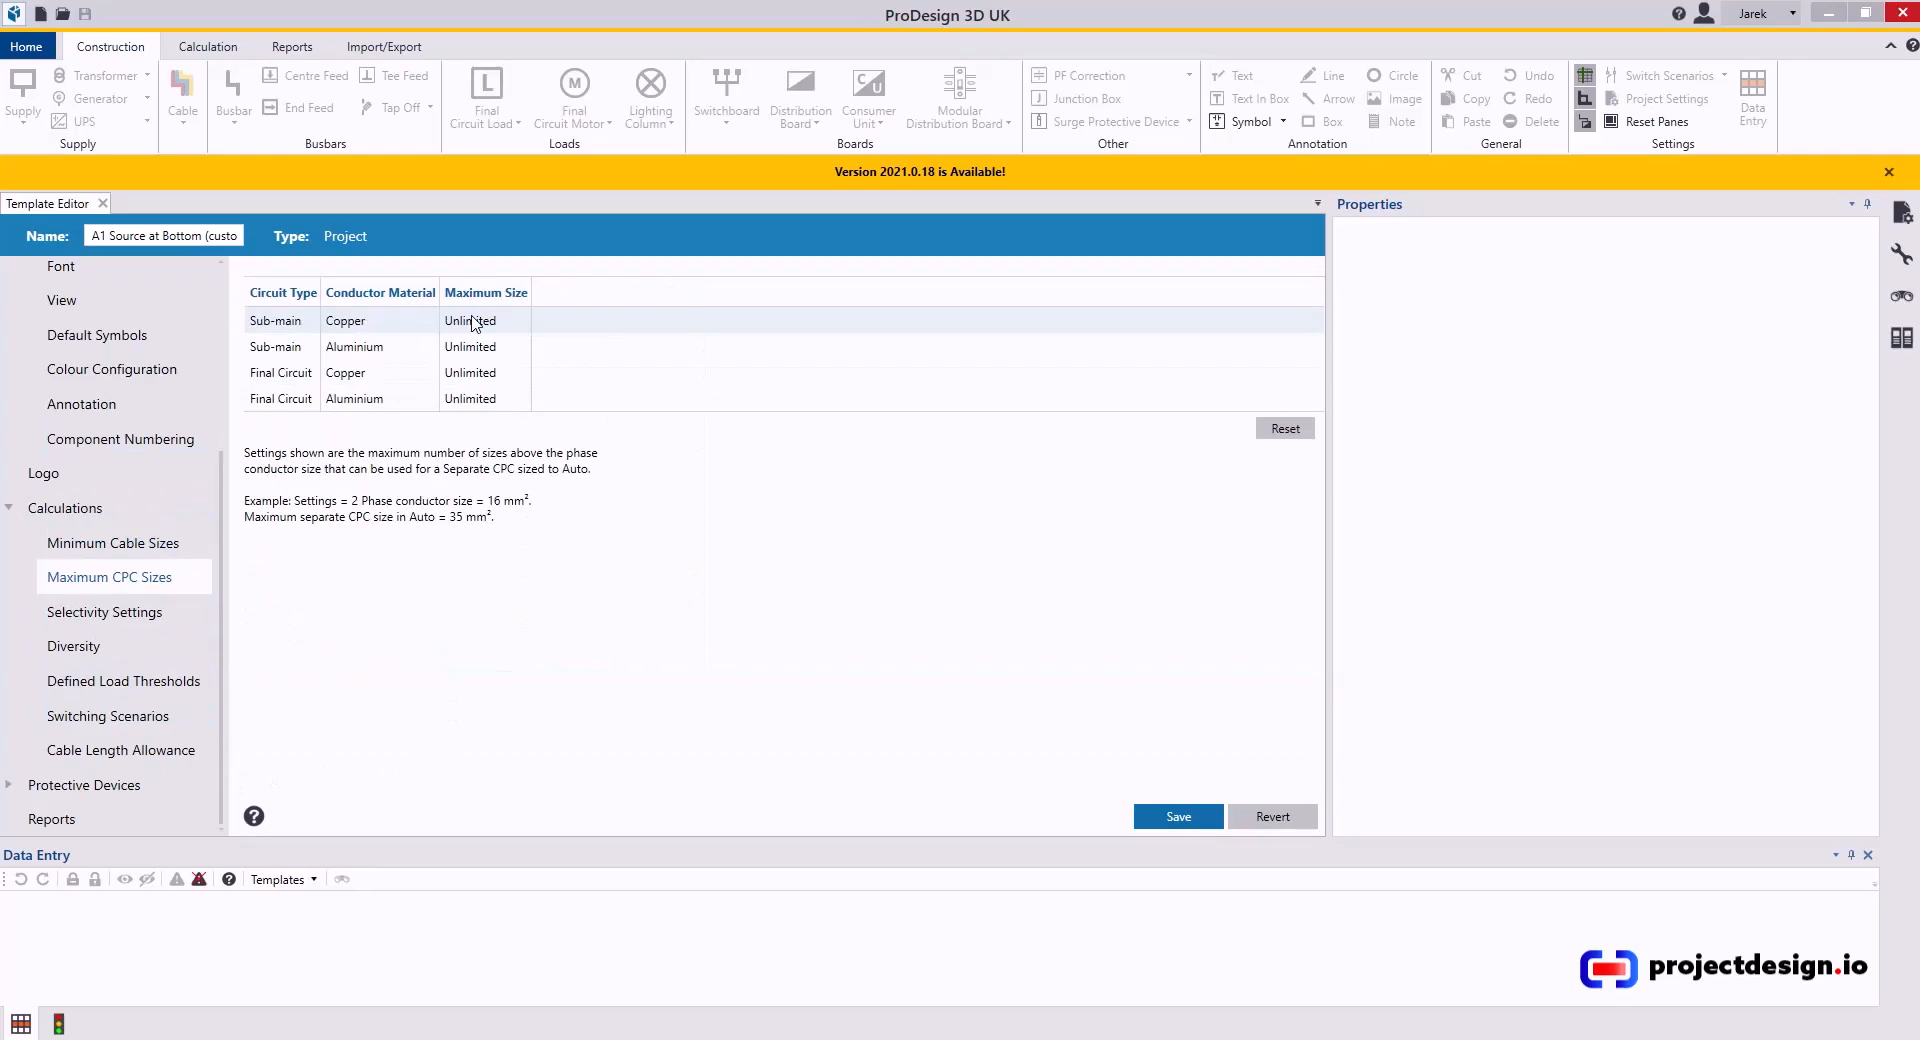 ProDesign 3D UK
Jarek
Home
Construction
Calculation
Reports
Import/Export
Supply
Transformer
Generator
UPS
Supply
Cable
Busbar
Centre Feed
Tee Feed
End Feed
Tap Off
Busbars
Final
Circuit Load
Final
Circuit Motor
Lighting
Column
Loads
Switchboard
Distribution
Board
Consumer
Unit
Modular
Distribution Board
Boards
PF Correction
Junction Box
Surge Protective Device
Other
Text
Line
Circle
Text In Box
Arrow
Image
Symbol
Box
Note
Annotation
Cut
Undo
Copy
Redo
Paste
Delete
General
Switch Scenarios
Project Settings
Reset Panes
Data
Entry
Settings
Version 2021.0.18 is Available!
Template Editor
Properties
Name:
A1 Source at Bottom (custo
Type:
Project
Font
View
Default Symbols
Colour Configuration
Annotation
Component Numbering
Logo
Calculations
Minimum Cable Sizes
Maximum CPC Sizes
Selectivity Settings
Diversity
Defined Load Thresholds
Switching Scenarios
Cable Length Allowance
Protective Devices
Reports
Circuit Type Conductor Material Maximum Size
Sub-main Copper Unlimited
Sub-main Aluminium Unlimited
Final Circuit Copper Unlimited
Final Circuit Aluminium Unlimited
Reset
Settings shown are the maximum number of sizes above the phase
conductor size that can be used for a Separate CPC sized to Auto.
Example: Settings = 2 Phase conductor size = 16 mm².
Maximum separate CPC size in Auto = 35 mm².
Save
Revert
Data Entry
Templates
projectdesign.io